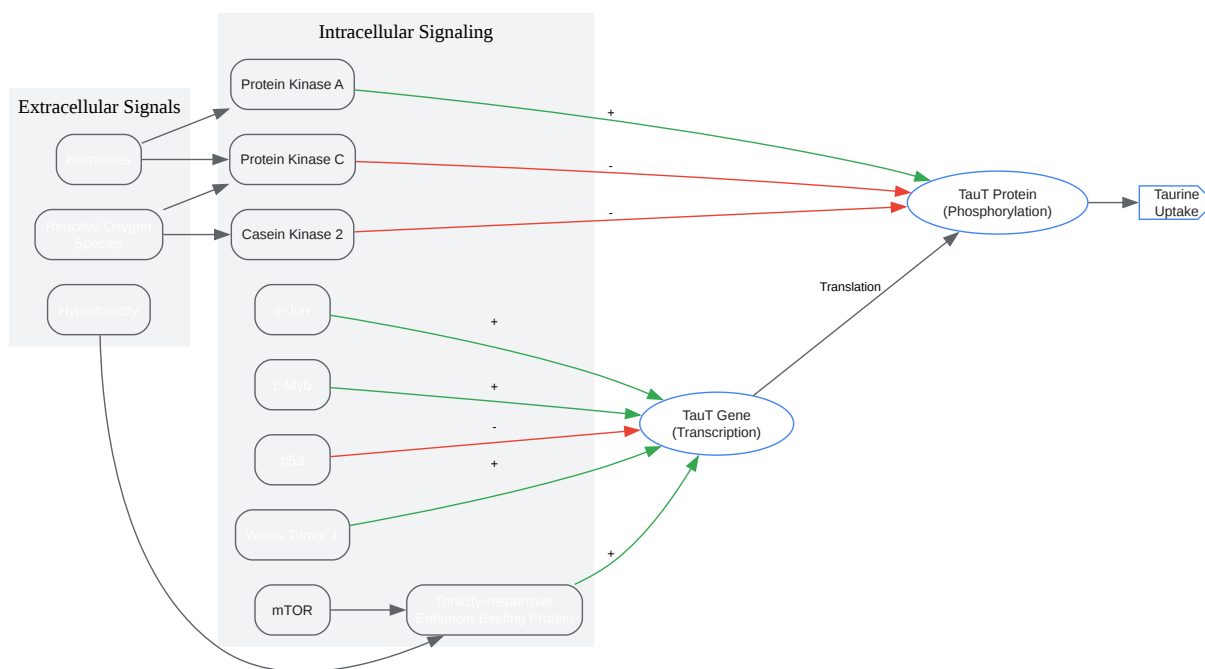 Intracellular Signaling
Extracellular Signals
Protein Kinase A
Hormones
Protein Kinase C
Reactive Oxygen
Species
Casein Kinase 2
Hypertonicity
c-Jun
c-Myb
p53
Wilms Tumor 1
mTOR
Tonicity-responsive
Enhancer Binding Protein
+
-
-
+
+
-
+
+
TauT Gene
(Transcription)
Translation
TauT Protein
(Phosphorylation)
Taurine
Uptake